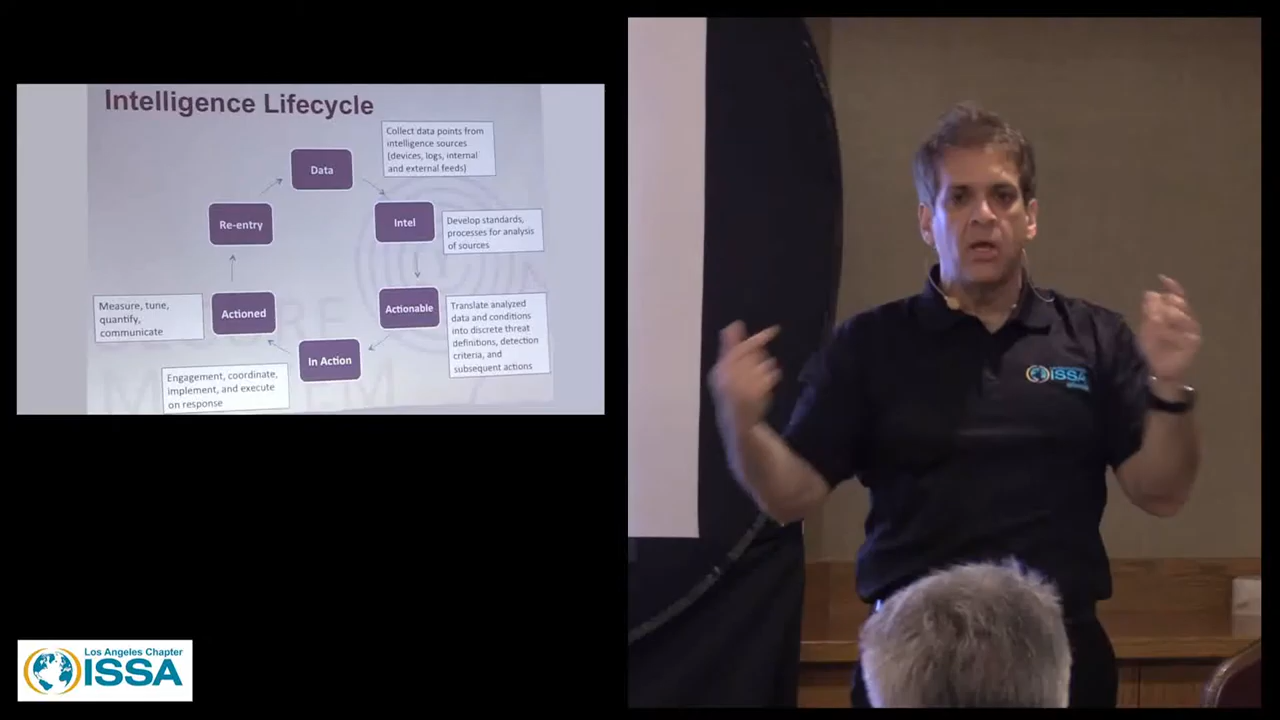 Intelligence Lifecycle
Data
Collect data points from
intelligence sources
(devices, logs, internal
and external feeds)
Re-entry
Intel
Develop standards,
processes for analysis
of sources
Measure, tune,
quantify,
communicate
Actioned
Actionable
Translate analyzed
data and conditions
into discrete threat
definitions, detection
criteria, and
subsequent actions
In Action
Engagement, coordinate,
implement, and execute
on response
ISSA
Los Angeles Chapter
ISSA